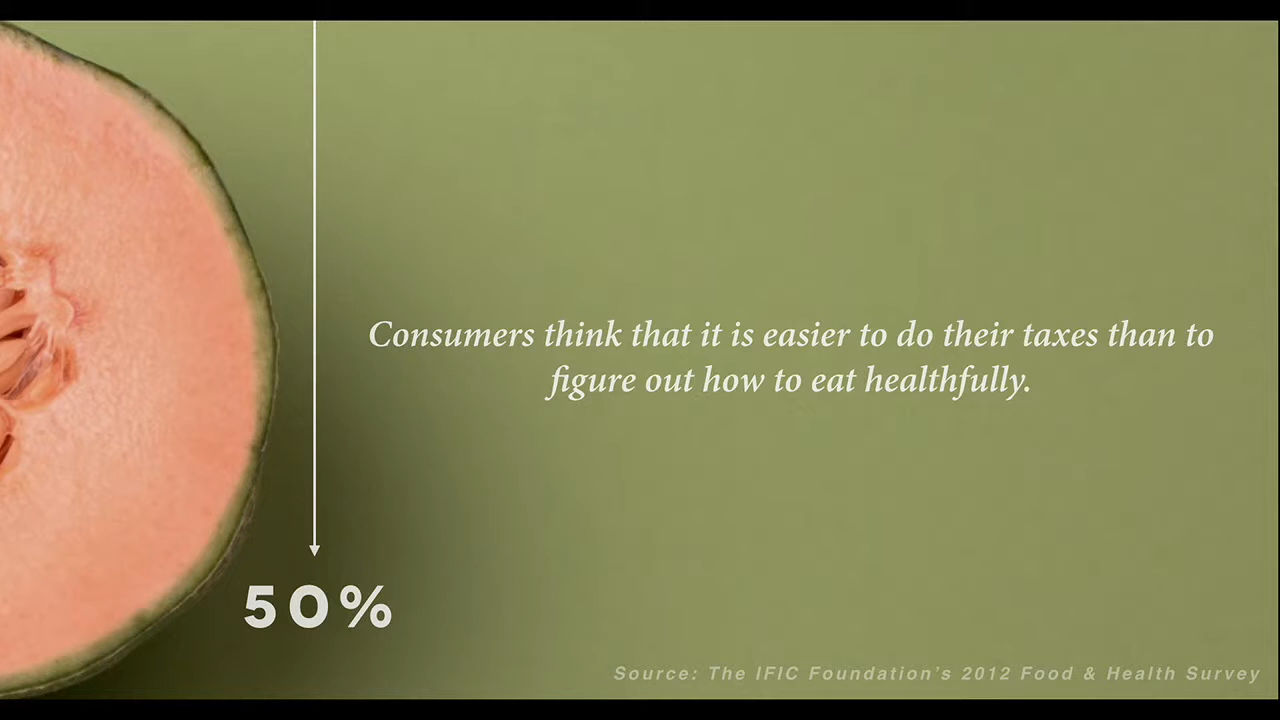 Consumers think that it is easier to do their taxes than to
figure out how to eat healthfully.
50%
Source: The IFIC Foundation’s 2012 Food & Health Survey